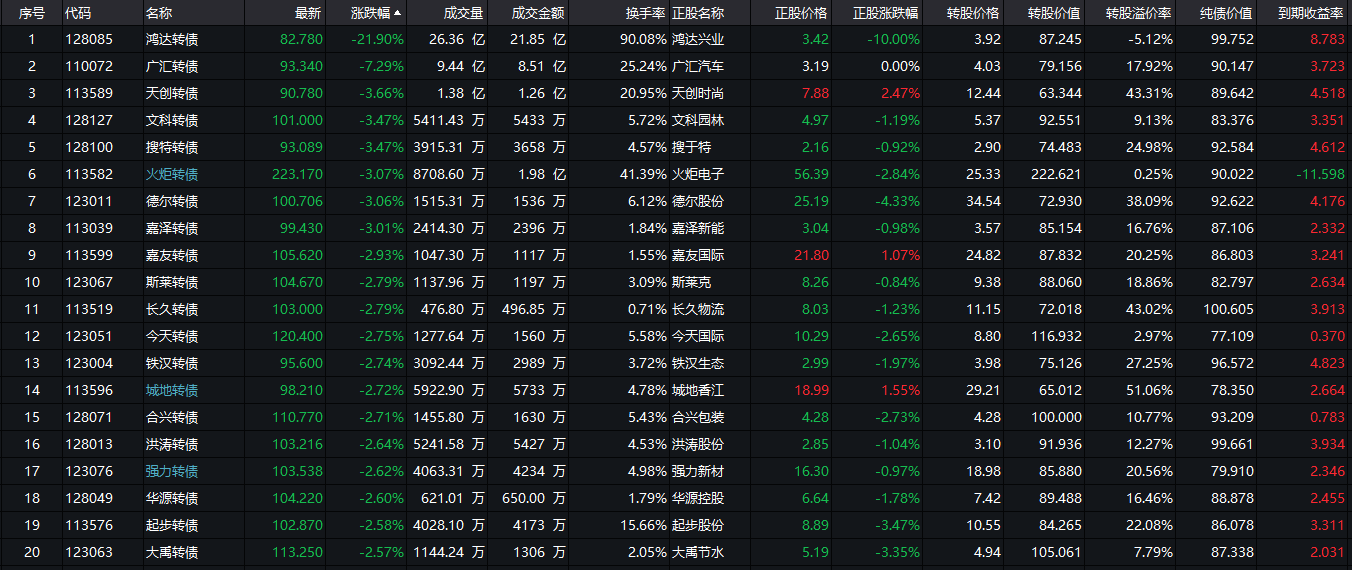 序号 代码 名称 最新 涨跌幅▲ 成交量 成交金额 换手率 正股名称 正股价格 正股涨跌幅 转股价格 转股价值 转股溢价率 纯债价值 到期收益率
1 128085 鸿达转债 82.780 -21.90% 26.36 亿 21.85 亿 90.08% 鸿达兴业 3.42 -10.00% 3.92 87.245 -5.12% 99.752 8.783
2 110072 广汇转债 93.340 -7.29% 9.44 亿 8.51 亿 25.24% 广汇汽车 3.19 0.00% 4.03 79.156 17.92% 90.147 3.723
3 113589 天创转债 90.780 -3.66% 1.38 亿 1.26 亿 20.95% 天创时尚 7.88 2.47% 12.44 63.344 43.31% 89.642 4.518
4 128127 文科转债 101.000 -3.47% 5411.43 万 5433 万 5.72% 文科园林 4.97 -1.19% 5.37 92.551 9.13% 83.376 3.351
5 128100 搜特转债 93.089 -3.47% 3915.31 万 3658 万 4.57% 搜于特 2.16 -0.92% 2.90 74.483 24.98% 92.584 4.612
6 113582 火炬转债 223.170 -3.07% 8708.60 万 1.98 亿 41.39% 火炬电子 56.39 -2.84% 25.33 222.621 0.25% 90.022 -11.598
7 123011 德尔转债 100.706 -3.06% 1515.31 万 1536 万 6.12% 德尔股份 25.19 -4.33% 34.54 72.930 38.09% 92.622 4.176
8 113039 嘉泽转债 99.430 -3.01% 2414.30 万 2396 万 1.84% 嘉泽新能 3.04 -0.98% 3.57 85.154 16.76% 87.106 2.332
9 113599 嘉友转债 105.620 -2.93% 1047.30 万 1117 万 1.55% 嘉友国际 21.80 1.07% 24.82 87.832 20.25% 86.803 3.241
10 123067 斯莱转债 104.670 -2.79% 1137.96 万 1197 万 3.09% 斯莱克 8.26 -0.84% 9.38 88.060 18.86% 82.797 2.634
11 113519 长久转债 103.000 -2.79% 476.80 万 496.85 万 0.71% 长久物流 8.03 -1.23% 11.15 72.018 43.02% 100.605 3.913
12 123051 今天转债 120.400 -2.75% 1277.64 万 1560 万 5.58% 今天国际 10.29 -2.65% 8.80 116.932 2.97% 77.109 0.370
13 123004 铁汉转债 95.600 -2.74% 3092.44 万 2989 万 3.72% 铁汉生态 2.99 -1.97% 3.98 75.126 27.25% 96.572 4.823
14 113596 城地转债 98.210 -2.72% 5922.90 万 5733 万 4.78% 城地香江 18.99 1.55% 29.21 65.012 51.06% 78.350 2.664
15 128071 合兴转债 110.770 -2.71% 1455.80 万 1630 万 5.43% 合兴包装 4.28 -2.73% 4.28 100.000 10.77% 93.209 0.783
16 128013 洪涛转债 103.216 -2.64% 5241.58 万 5427 万 4.53% 洪涛股份 2.85 -1.04% 3.10 91.936 12.27% 99.661 3.934
17 123076 强力转债 103.538 -2.62% 4063.31 万 4234 万 4.98% 强力新材 16.30 -0.97% 18.98 85.880 20.56% 79.910 2.346
18 128049 华源转债 104.220 -2.60% 621.01 万 650.00 万 1.79% 华源控股 6.64 -1.78% 7.42 89.488 16.46% 88.878 2.455
19 113576 起步转债 102.870 -2.58% 4028.10 万 4173 万 15.66% 起步股份 8.89 -3.47% 10.55 84.265 22.08% 86.078 3.311
20 123063 大禹转债 113.250 -2.57% 1144.24 万 1306 万 2.05% 大禹节水 5.19 -3.35% 4.94 105.061 7.79% 87.338 2.031